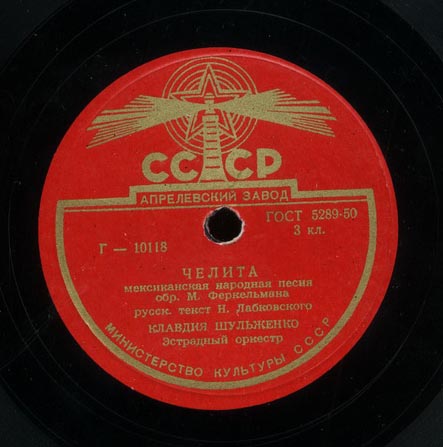 СССР
АПРЕЛЕВСКИЙ ЗАВОД
ГОСТ 5289-50
3 кл.
Г — 10118
ЧЕЛИТА
мексиканская народная песня
обр. М. Феркельмана
русск. текст Н. Лабковского
КЛАВДИЯ ШУЛЬЖЕНКО
Эстрадный оркестр
МИНИСТЕРСТВО КУЛЬТУРЫ СССР